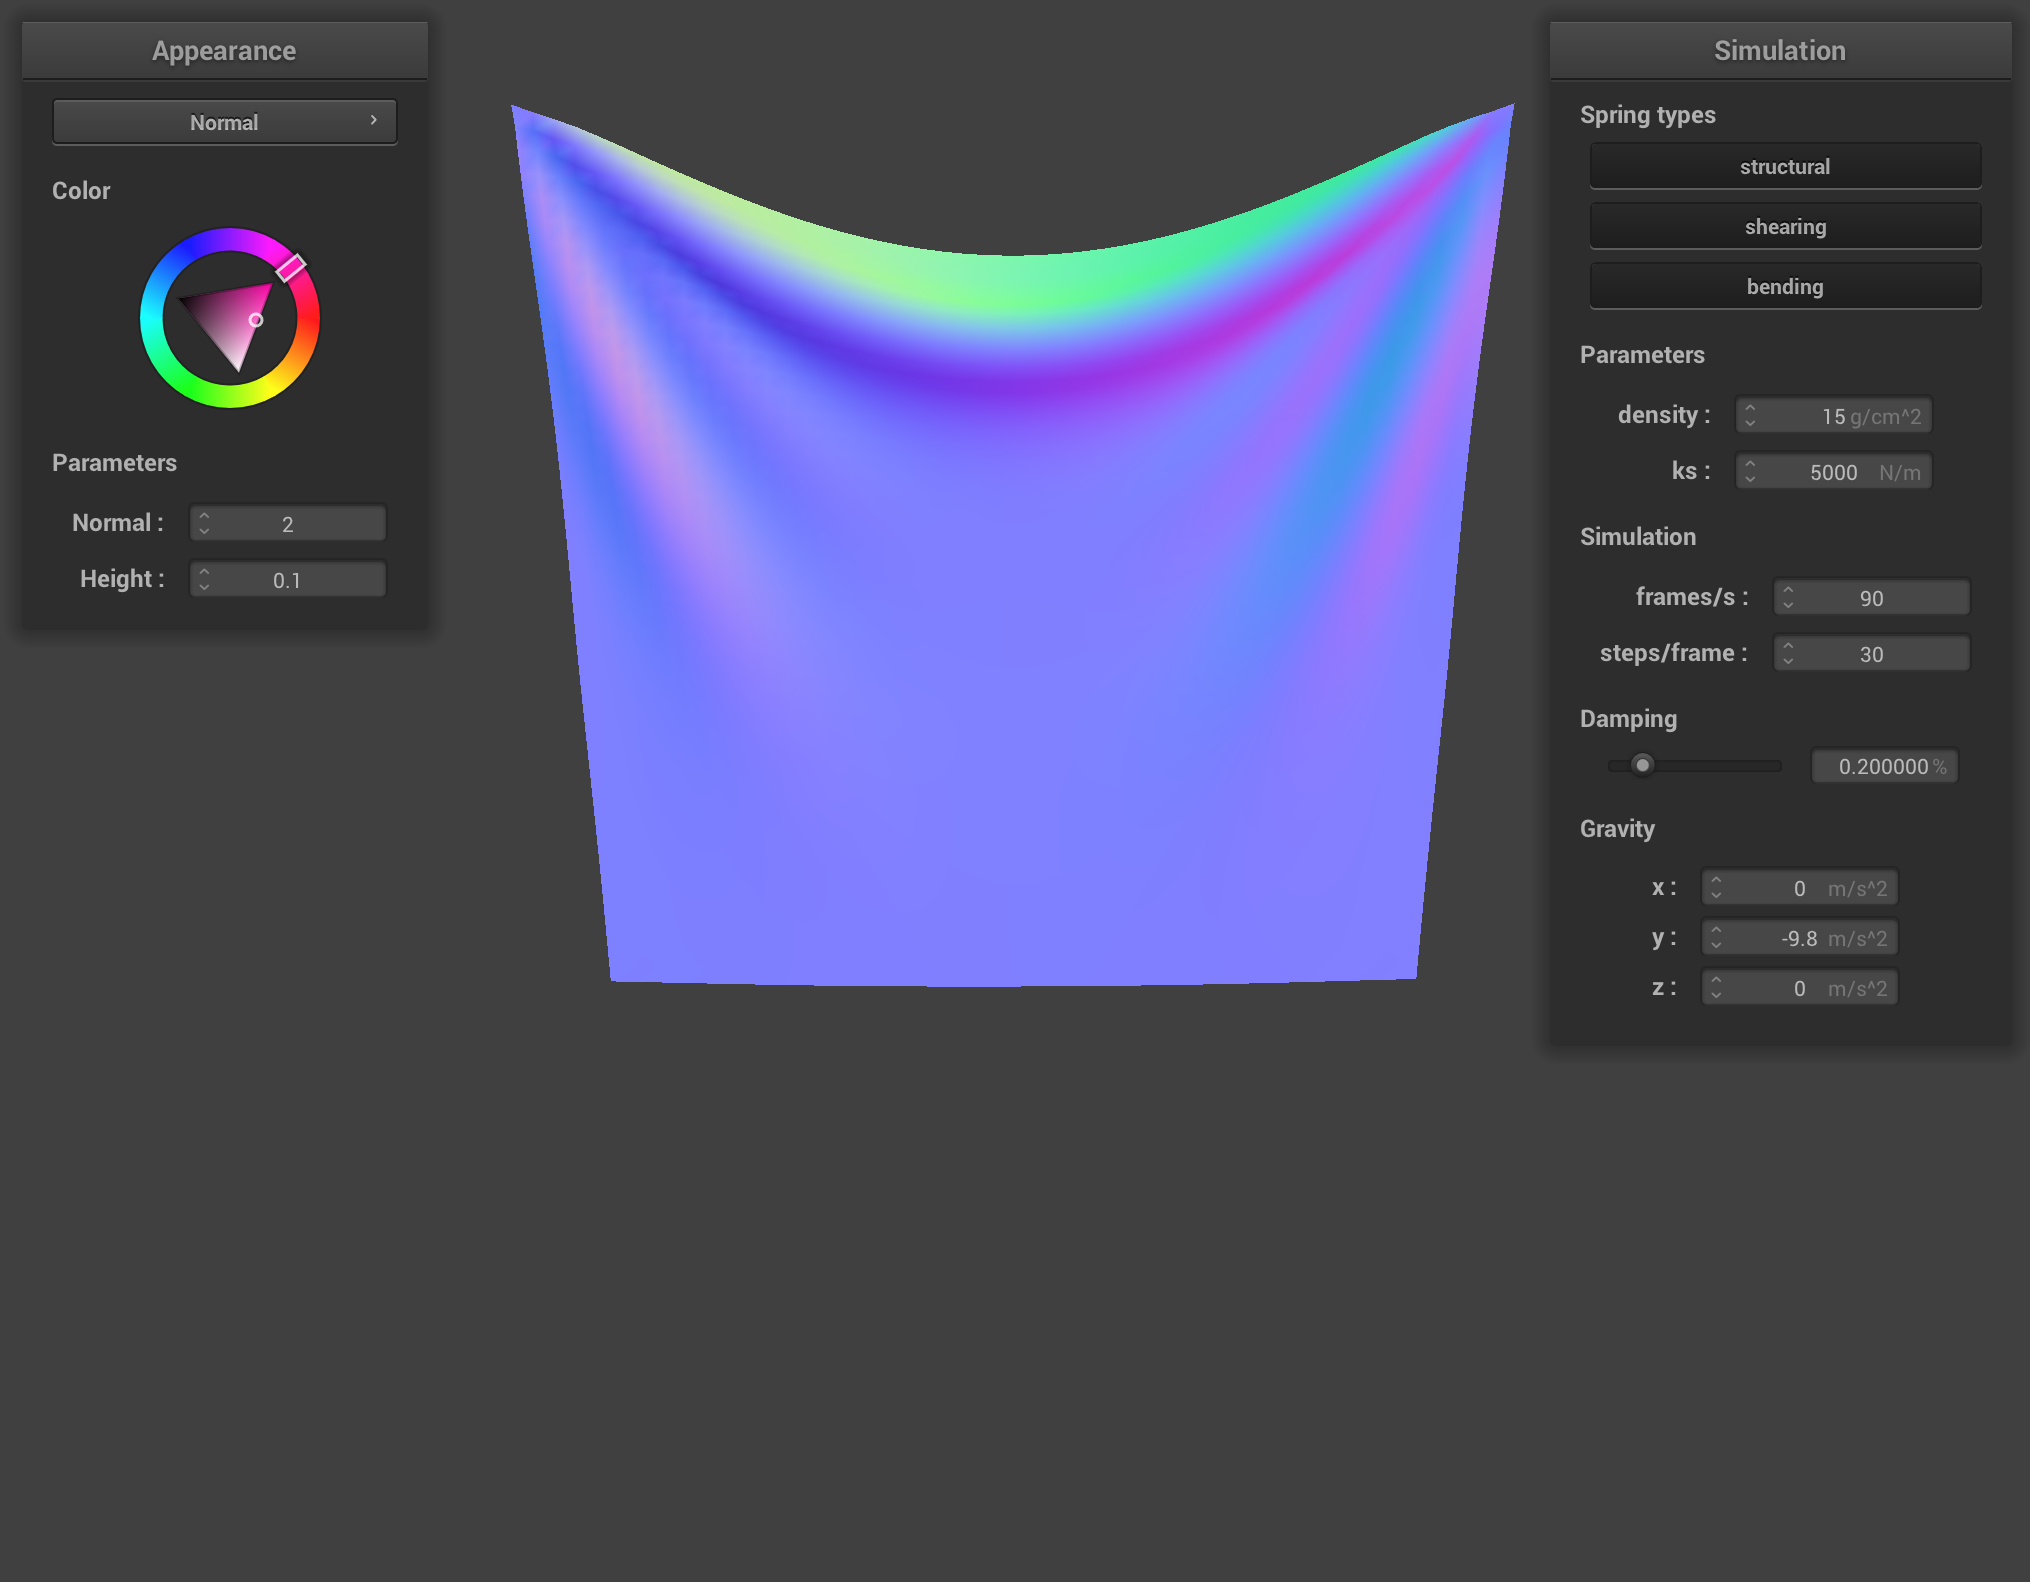 Appearance
Normal
Color
Parameters
Normal : 2
Height : 0.1
Simulation
Spring types
structural
shearing
bending
Parameters
density : 15 g/cm^2
ks : 5000 N/m
Simulation
frames/s : 90
steps/frame : 30
Damping
0.200000 %
Gravity
x : 0 m/s^2
y : -9.8 m/s^2
z : 0 m/s^2